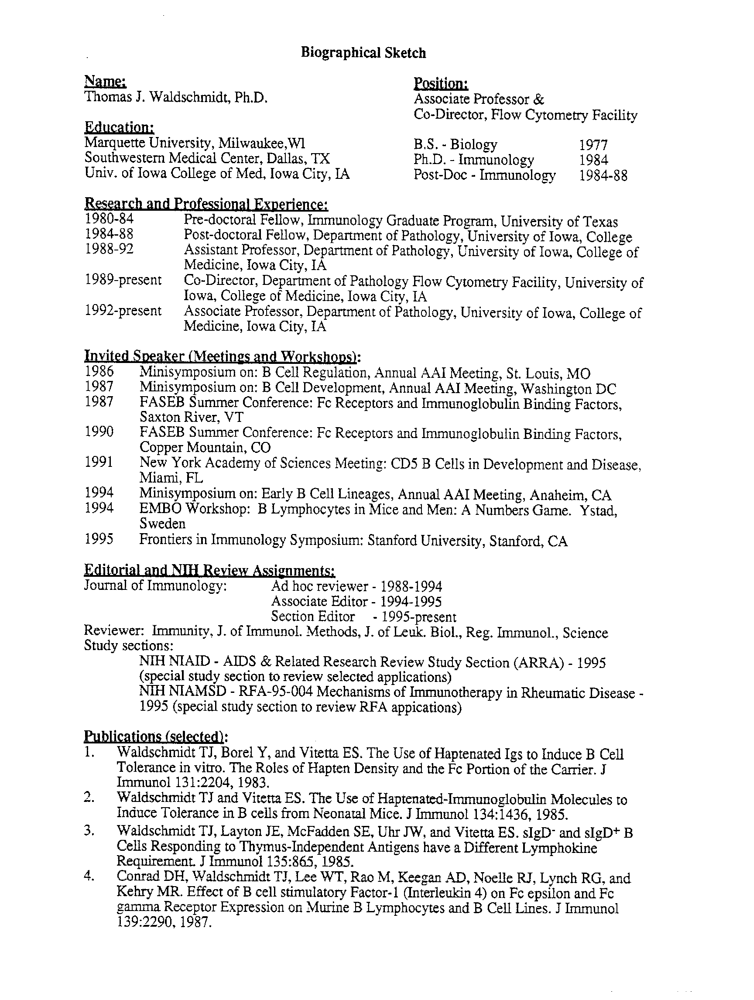 Biographical Sketch
Name:
Thomas J. Waldschmidt, Ph.D.
Position:
Associate Professor &
Co-Director, Flow Cytometry Facility
Education:
Marquette University, Milwaukee,WI B.S. - Biology 1977
Southwestern Medical Center, Dallas, TX Ph.D. - Immunology 1984
Univ. of Iowa College of Med, Iowa City, IA Post-Doc - Immunology 1984-88
Research and Professional Experience:
1980-84 Pre-doctoral Fellow, Immunology Graduate Program, University of Texas
1984-88 Post-doctoral Fellow, Department of Pathology, University of Iowa, College
1988-92 Assistant Professor, Department of Pathology, University of Iowa, College of
Medicine, Iowa City, IA
1989-present Co-Director, Department of Pathology Flow Cytometry Facility, University of
Iowa, College of Medicine, Iowa City, IA
1992-present Associate Professor, Department of Pathology, University of Iowa, College of
Medicine, Iowa City, IA
Invited Speaker (Meetings and Workshops):
1986 Minisymposium on: B Cell Regulation, Annual AAI Meeting, St. Louis, MO
1987 Minisymposium on: B Cell Development, Annual AAI Meeting, Washington DC
1987 FASEB Summer Conference: Fc Receptors and Immunoglobulin Binding Factors,
Saxton River, VT
1990 FASEB Summer Conference: Fc Receptors and Immunoglobulin Binding Factors,
Copper Mountain, CO
1991 New York Academy of Sciences Meeting: CD5 B Cells in Development and Disease,
Miami, FL
1994 Minisymposium on: Early B Cell Lineages, Annual AAI Meeting, Anaheim, CA
1994 EMBO Workshop: B Lymphocytes in Mice and Men: A Numbers Game. Ystad,
Sweden
1995 Frontiers in Immunology Symposium: Stanford University, Stanford, CA
Editorial and NIH Review Assignments:
Journal of Immunology: Ad hoc reviewer - 1988-1994
Associate Editor - 1994-1995
Section Editor - 1995-present
Reviewer: Immunity, J. of Immunol. Methods, J. of Leuk. Biol., Reg. Immunol., Science
Study sections:
NIH NIAID - AIDS & Related Research Review Study Section (ARRA) - 1995
(special study section to review selected applications)
NIH NIAMSD - RFA-95-004 Mechanisms of Immunotherapy in Rheumatic Disease -
1995 (special study section to review RFA appications)
Publications (selected):
1. Waldschmidt TJ, Borel Y, and Vitetta ES. The Use of Haptenated Igs to Induce B Cell
Tolerance in vitro. The Roles of Hapten Density and the Fc Portion of the Carrier. J
Immunol 131:2204, 1983.
2. Waldschmidt TJ and Vitetta ES. The Use of Haptenated-Immunoglobulin Molecules to
Induce Tolerance in B cells from Neonatal Mice. J Immunol 134:1436, 1985.
3. Waldschmidt TJ, Layton JE, McFadden SE, Uhr JW, and Vitetta ES. sIgD- and sIgD+ B
Cells Responding to Thymus-Independent Antigens have a Different Lymphokine
Requirement. J Immunol 135:865, 1985.
4. Conrad DH, Waldschmidt TJ, Lee WT, Rao M, Keegan AD, Noelle RJ, Lynch RG, and
Kehry MR. Effect of B cell stimulatory Factor-1 (Interleukin 4) on Fc epsilon and Fc
gamma Receptor Expression on Murine B Lymphocytes and B Cell Lines. J Immunol
139:2290, 1987.